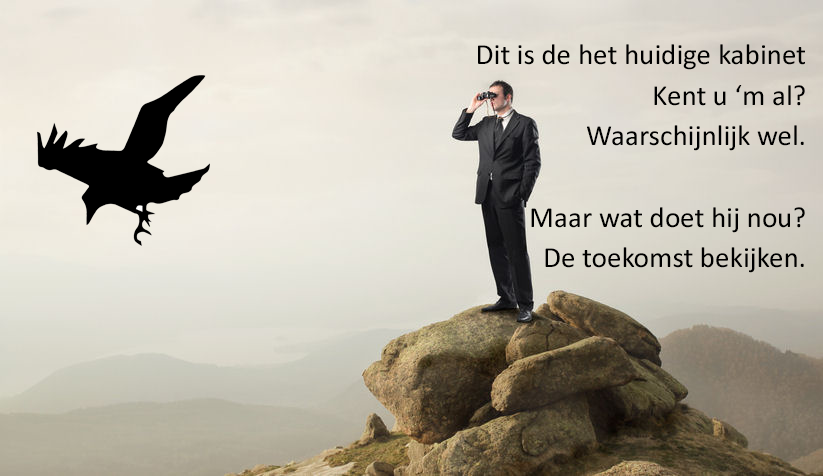 Dit is de het huidige kabinet
Kent u ‘m al?
Waarschijnlijk wel.
Maar wat doet hij nou?
De toekomst bekijken.